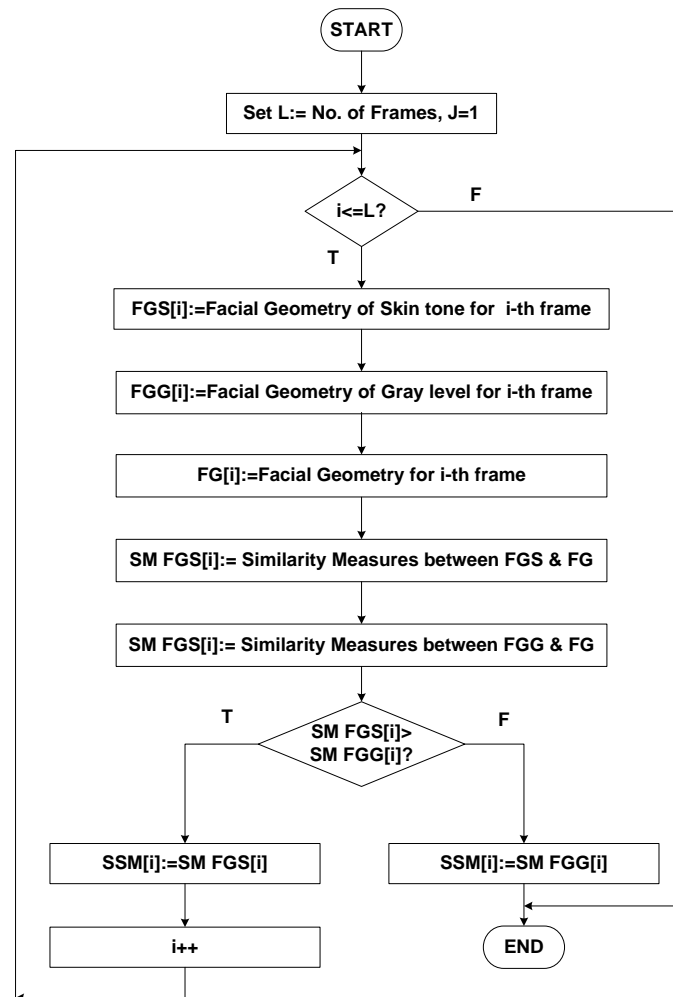 START
Set L:= No. of Frames, J=1
i<=L?
F
T
FGS[i]:=Facial Geometry of Skin tone for i-th frame
FGG[i]:=Facial Geometry of Gray level for i-th frame
FG[i]:=Facial Geometry for i-th frame
SM FGS[i]:= Similarity Measures between FGS & FG
SM FGS[i]:= Similarity Measures between FGG & FG
T
F
SM FGS[i]>
SM FGG[i]?
SSM[i]:=SM FGS[i]
SSM[i]:=SM FGG[i]
i++
END